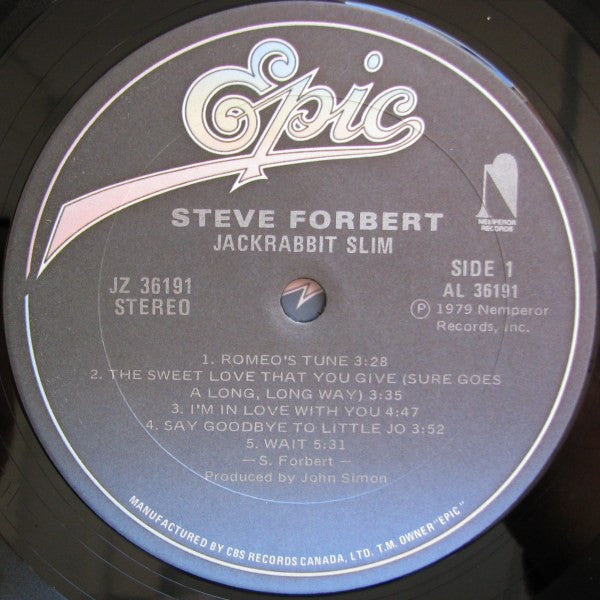 Epic
NEMPEROR
RECORDS
STEVE FORBERT
JACKRABBIT SLIM
JZ 36191
STEREO
SIDE 1
AL 36191
Ⓟ 1979 Nemperor
Records, Inc.
1. ROMEO'S TUNE 3:28
2. THE SWEET LOVE THAT YOU GIVE (SURE GOES
A LONG, LONG WAY) 3:35
3. I'M IN LOVE WITH YOU 4:47
4. SAY GOODBYE TO LITTLE JO 3:52
5. WAIT 5:31
— S. Forbert —
Produced by John Simon
MANUFACTURED BY CBS RECORDS CANADA, LTD. T.M. OWNER "EPIC."